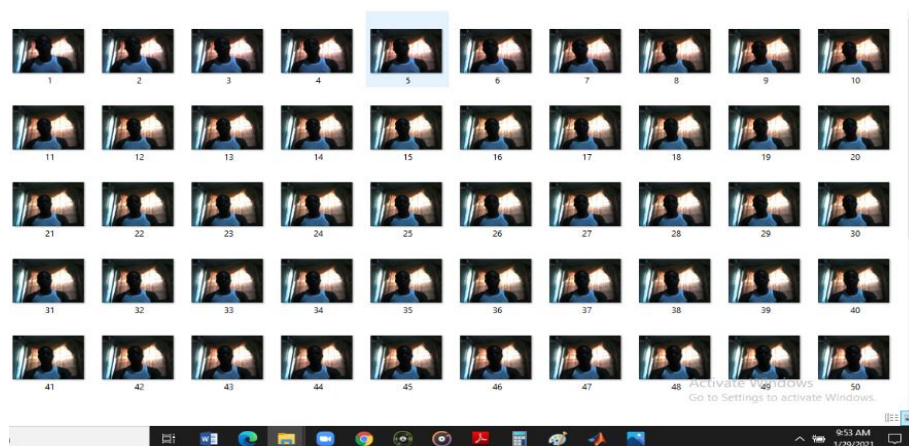 1 2 3 4 5 6 7 8 9 10
11 12 13 14 15 16 17 18 19 20
21 22 23 24 25 26 27 28 29 30
31 32 33 34 35 36 37 38 39 40
41 42 43 44 45 46 47 48 49 50
Activate Windows
Go to Settings to activate Windows.
9:53 AM
1/29/2021